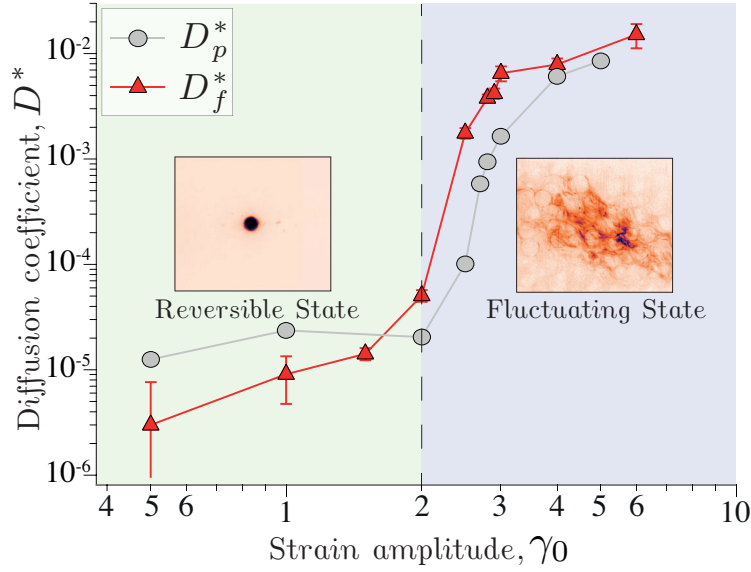 D*p
D*f
Diffusion coefficient, D*
10-2
10-3
10-4
10-5
10-6
Reversible State
Fluctuating State
4 5 6 1 2 3 4 5 6 10
Strain amplitude, γ0